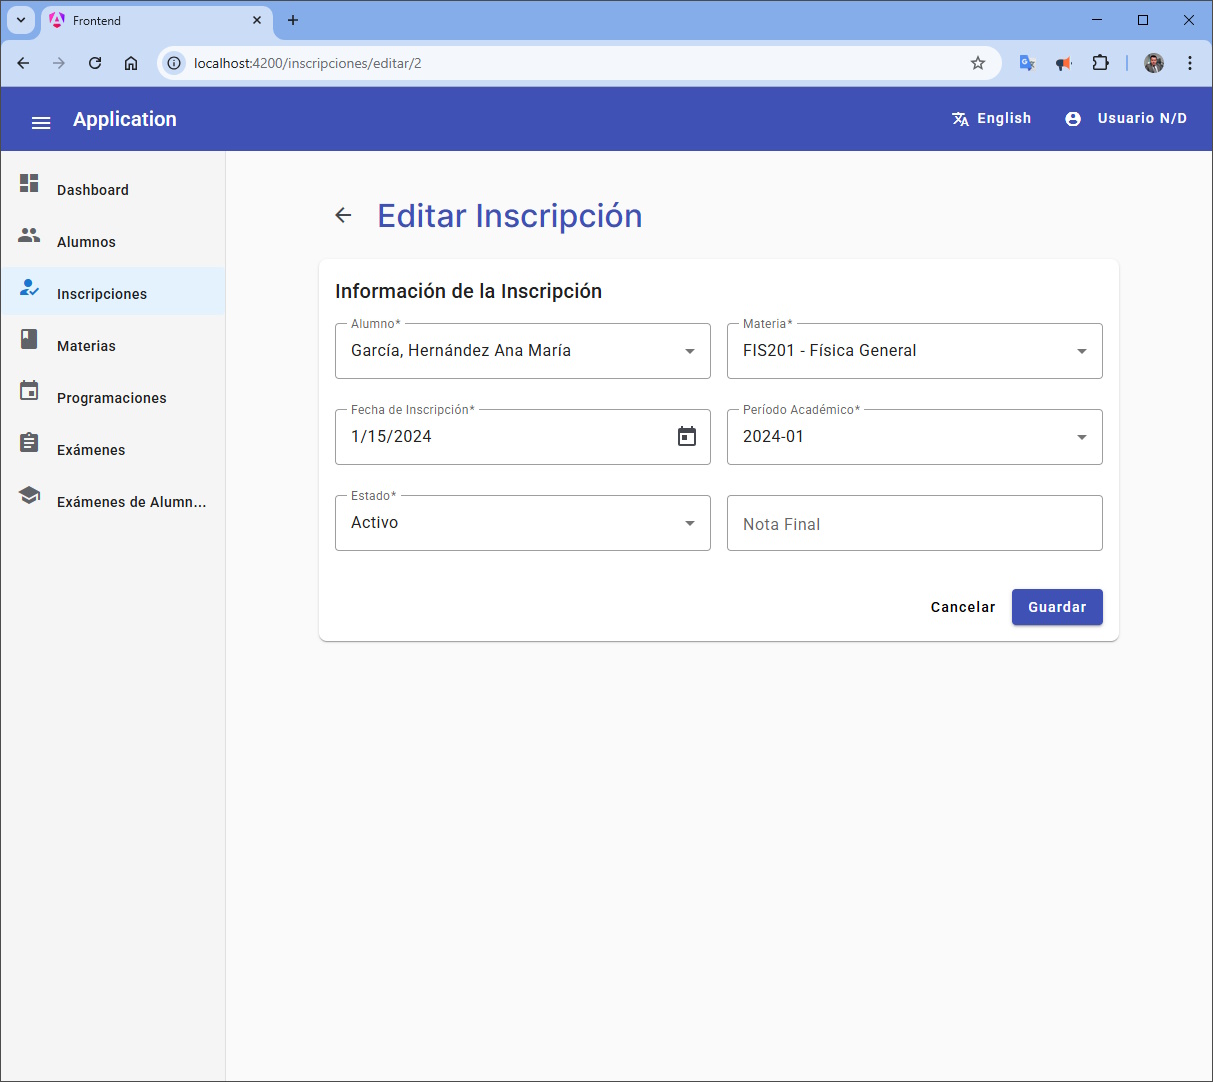 Frontend
localhost:4200/inscripciones/editar/2
Application
English
Usuario N/D
Dashboard
Alumnos
Inscripciones
Materias
Programaciones
Exámenes
Exámenes de Alumn...
Editar Inscripción
Información de la Inscripción
Alumno*
García, Hernández Ana María
Materia*
FIS201 - Física General
Fecha de Inscripción*
1/15/2024
Período Académico*
2024-01
Estado*
Activo
Nota Final
Cancelar
Guardar